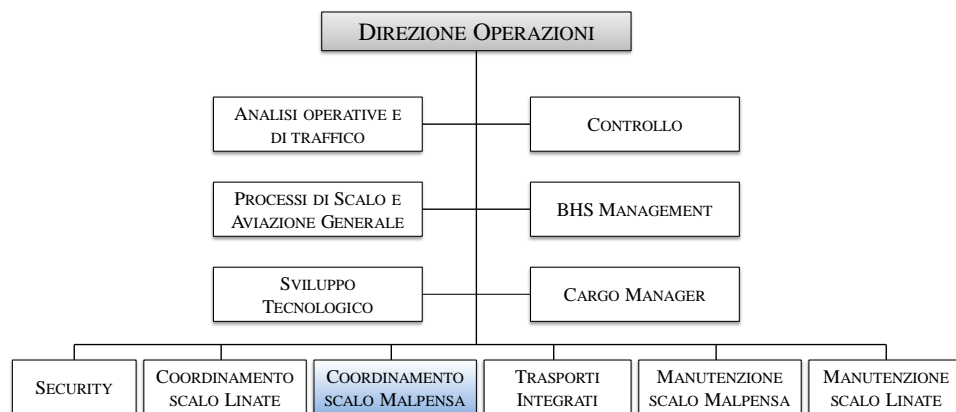 DIREZIONE OPERAZIONI
ANALISI OPERATIVE E
DI TRAFFICO
CONTROLLO
PROCESSI DI SCALO E
AVIAZIONE GENERALE
BHS MANAGEMENT
SVILUPPO
TECNOLOGICO
CARGO MANAGER
SECURITY
COORDINAMENTO
SCALO LINATE
COORDINAMENTO
SCALO MALPENSA
TRASPORTI
INTEGRATI
MANUTENZIONE
SCALO MALPENSA
MANUTENZIONE
SCALO LINATE